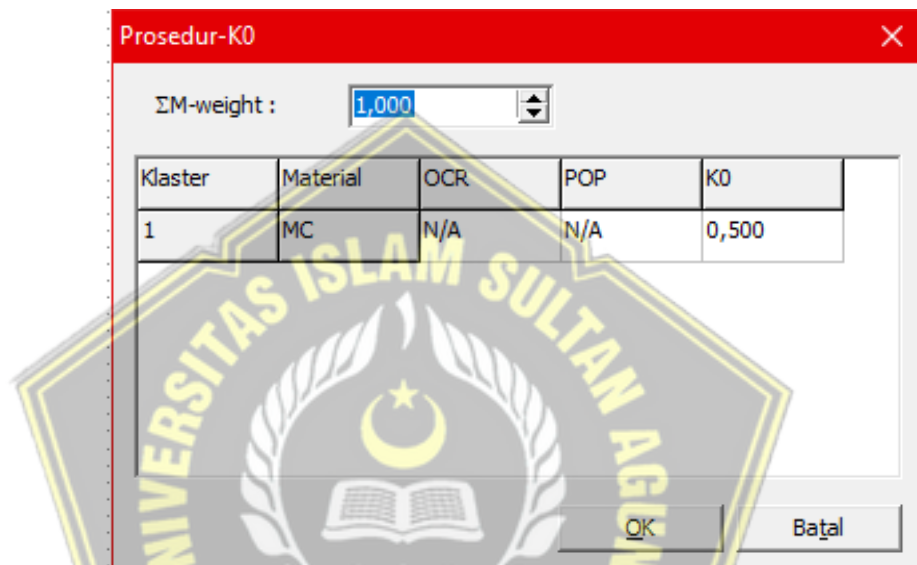 Prosedur-K0
ΣM-weight : 1,000
Klaster Material OCR POP K0
1 MC N/A N/A 0,500
OK Batal
UNIVERSITAS ISLAM SULTAN AGUN